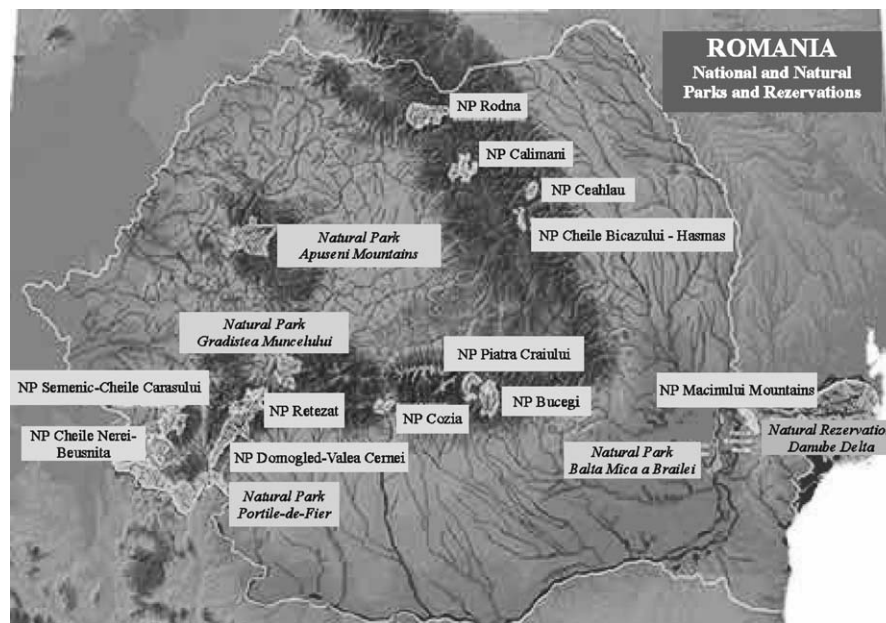 ROMANIA
National and Natural
Parks and Rezervations
NP Rodna
NP Calimani
NP Ceahlau
NP Cheile Bicazului - Hasmas
Natural Park
Apuseni Mountains
Natural Park
Gradistea Muncelului
NP Piatra Craiului
NP Semenic-Cheile Carasului
NP Retezat
NP Cozia
NP Bucegi
NP Macinului Mountains
NP Cheile Nerei-
Beusnita
NP Domogled-Valea Cernei
Natural Park
Balta Mica a Brailei
Natural Rezervatio
Danube Delta
Natural Park
Portile-de-Fier